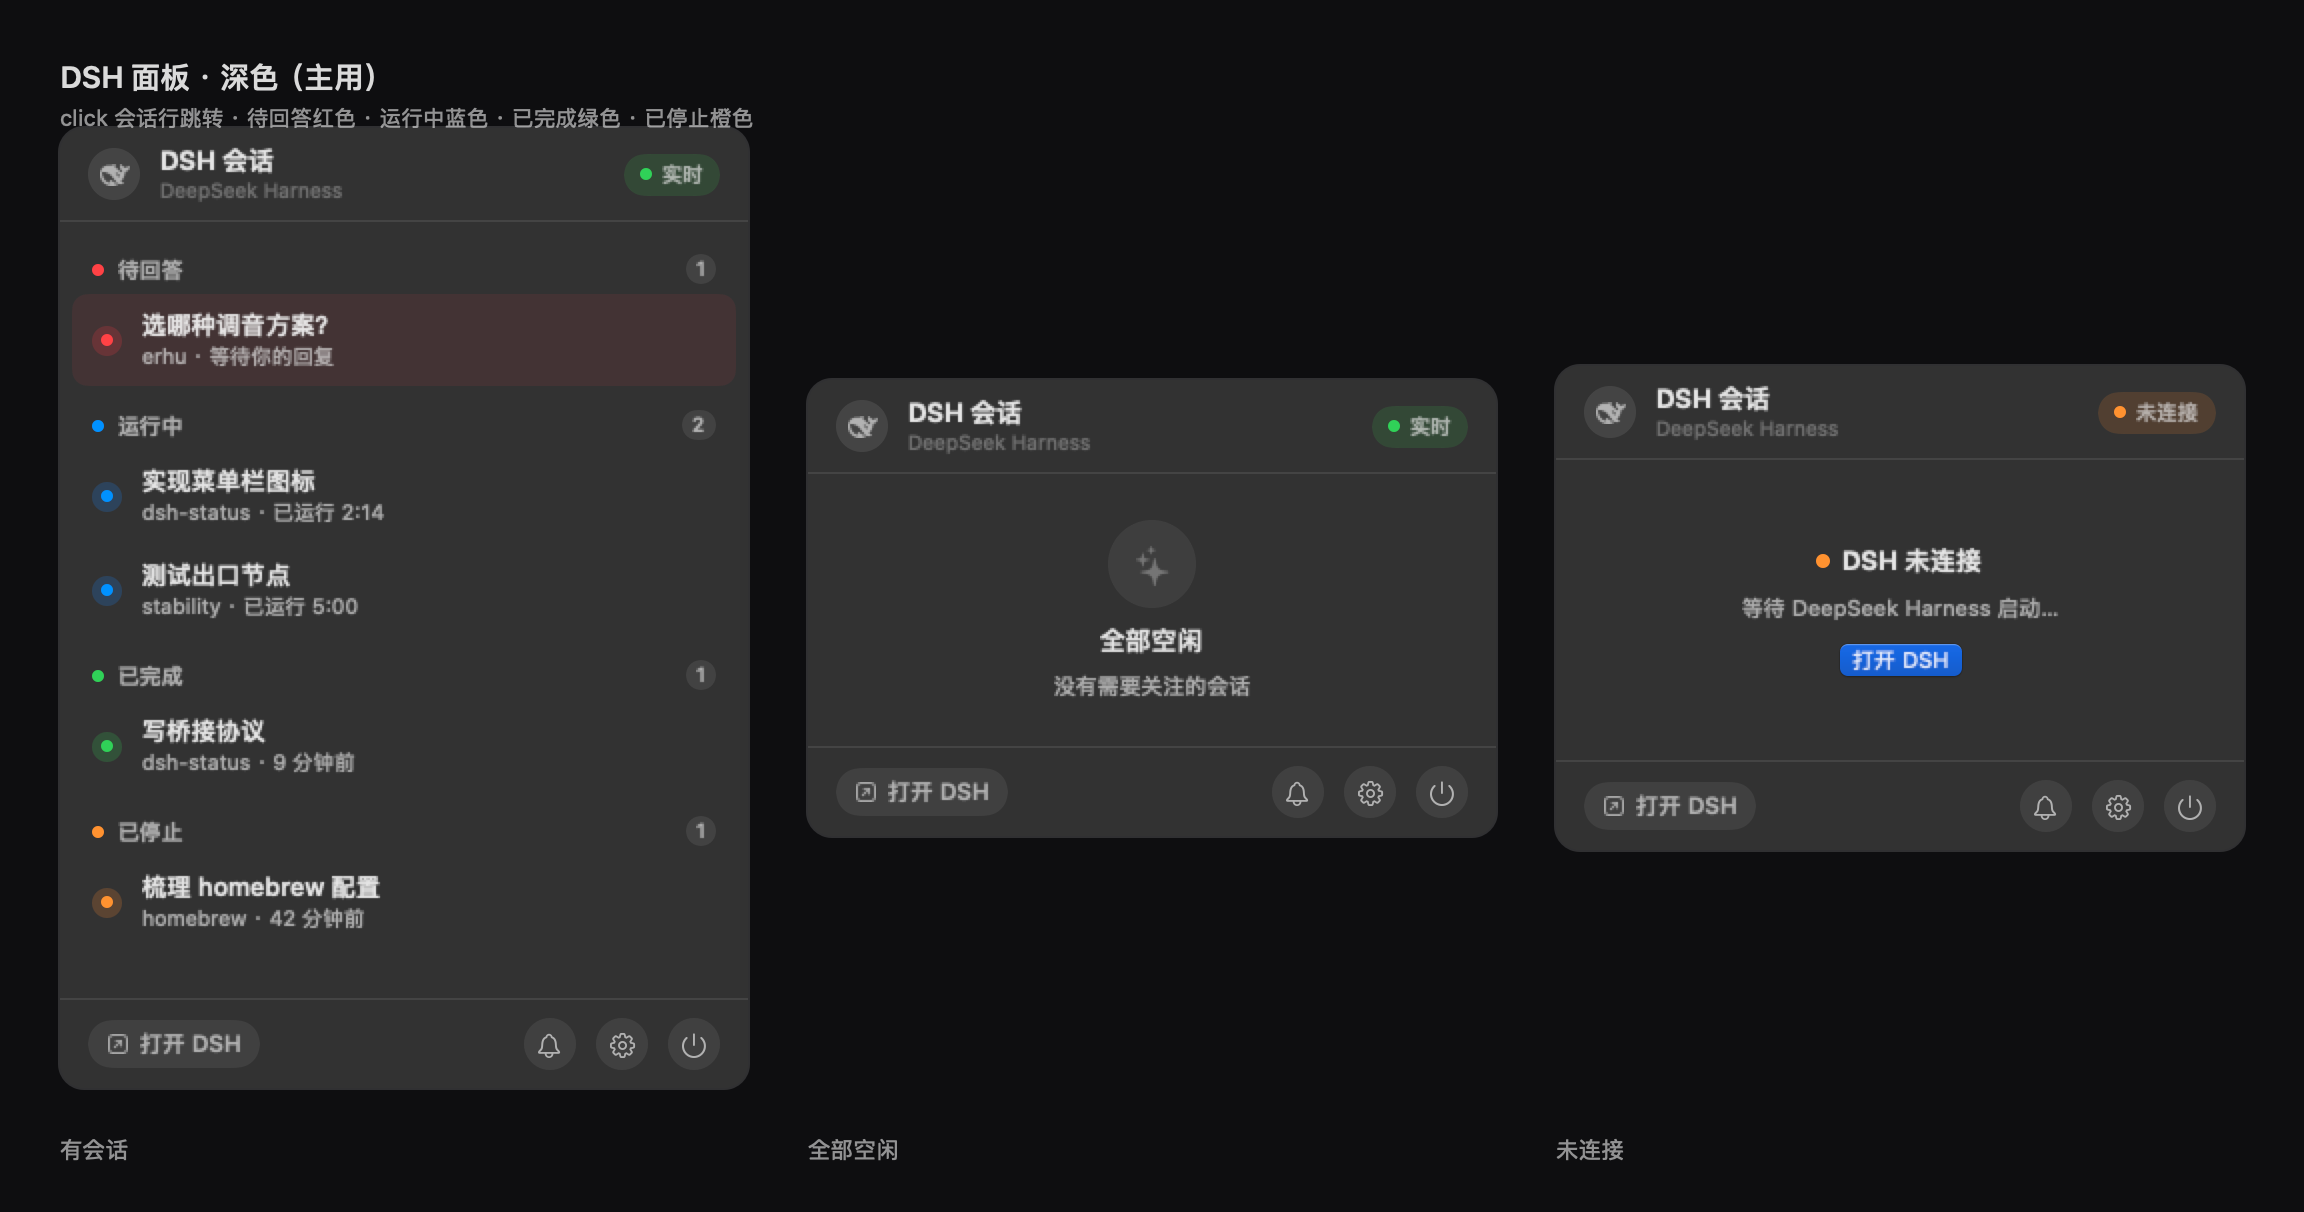 DSH 面板 · 深色（主用）
click 会话行跳转 · 待回答红色 · 运行中蓝色 · 已完成绿色 · 已停止橙色
DSH 会话
DeepSeek Harness
实时
待回答
1
选哪种调音方案?
erhu · 等待你的回复
运行中
2
实现菜单栏图标
dsh-status · 已运行 2:14
测试出口节点
stability · 已运行 5:00
已完成
1
写桥接协议
dsh-status · 9 分钟前
已停止
1
梳理 homebrew 配置
homebrew · 42 分钟前
打开 DSH
有会话
DSH 会话
DeepSeek Harness
实时
全部空闲
没有需要关注的会话
打开 DSH
全部空闲
DSH 会话
DeepSeek Harness
未连接
DSH 未连接
等待 DeepSeek Harness 启动...
打开 DSH
打开 DSH
未连接